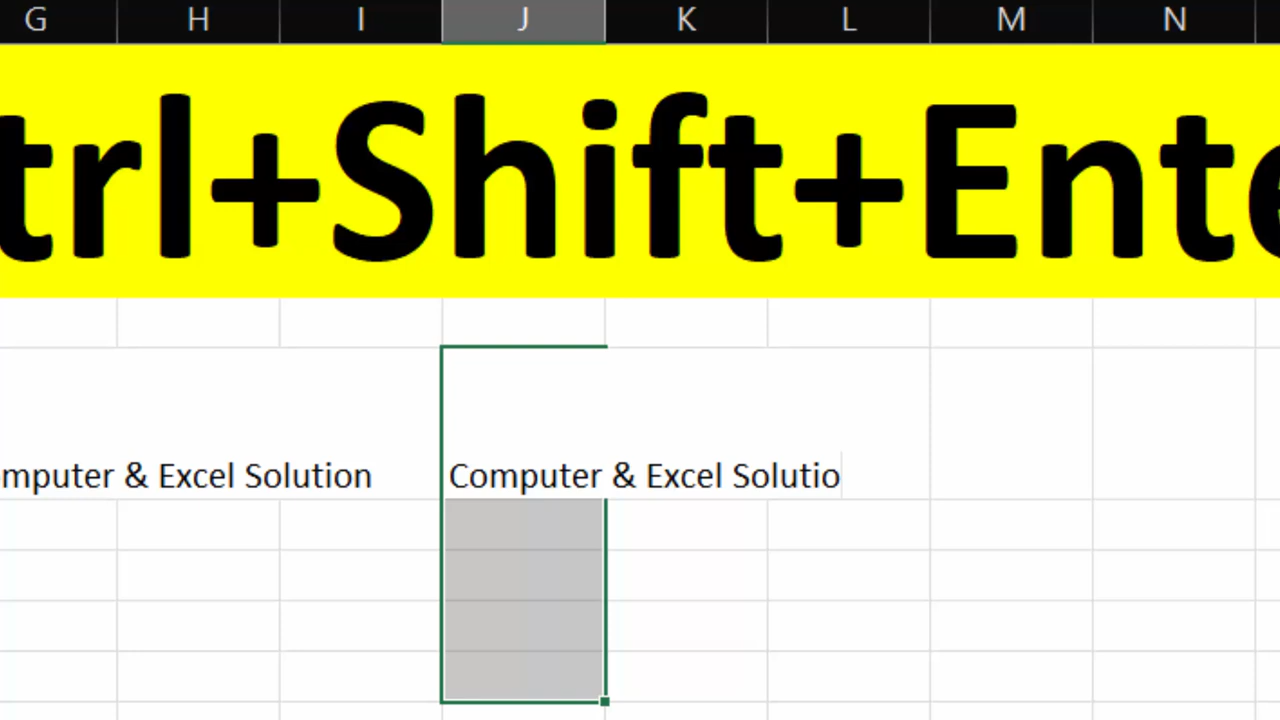 G H I J K L M N
trl+Shift+Ente
mputer & Excel Solution Computer & Excel Solutio